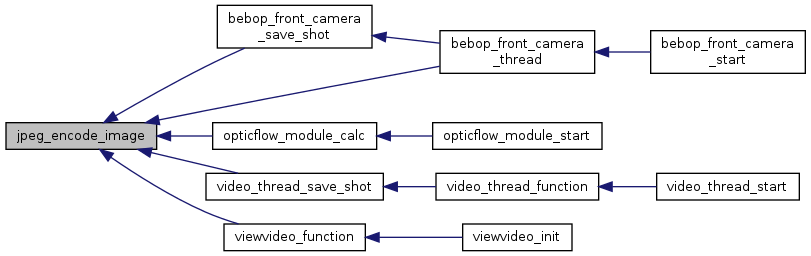 bebop_front_camera
_save_shot
bebop_front_camera
_thread
bebop_front_camera
_start
jpeg_encode_image
opticflow_module_calc
opticflow_module_start
video_thread_save_shot
video_thread_function
video_thread_start
viewvideo_function
viewvideo_init